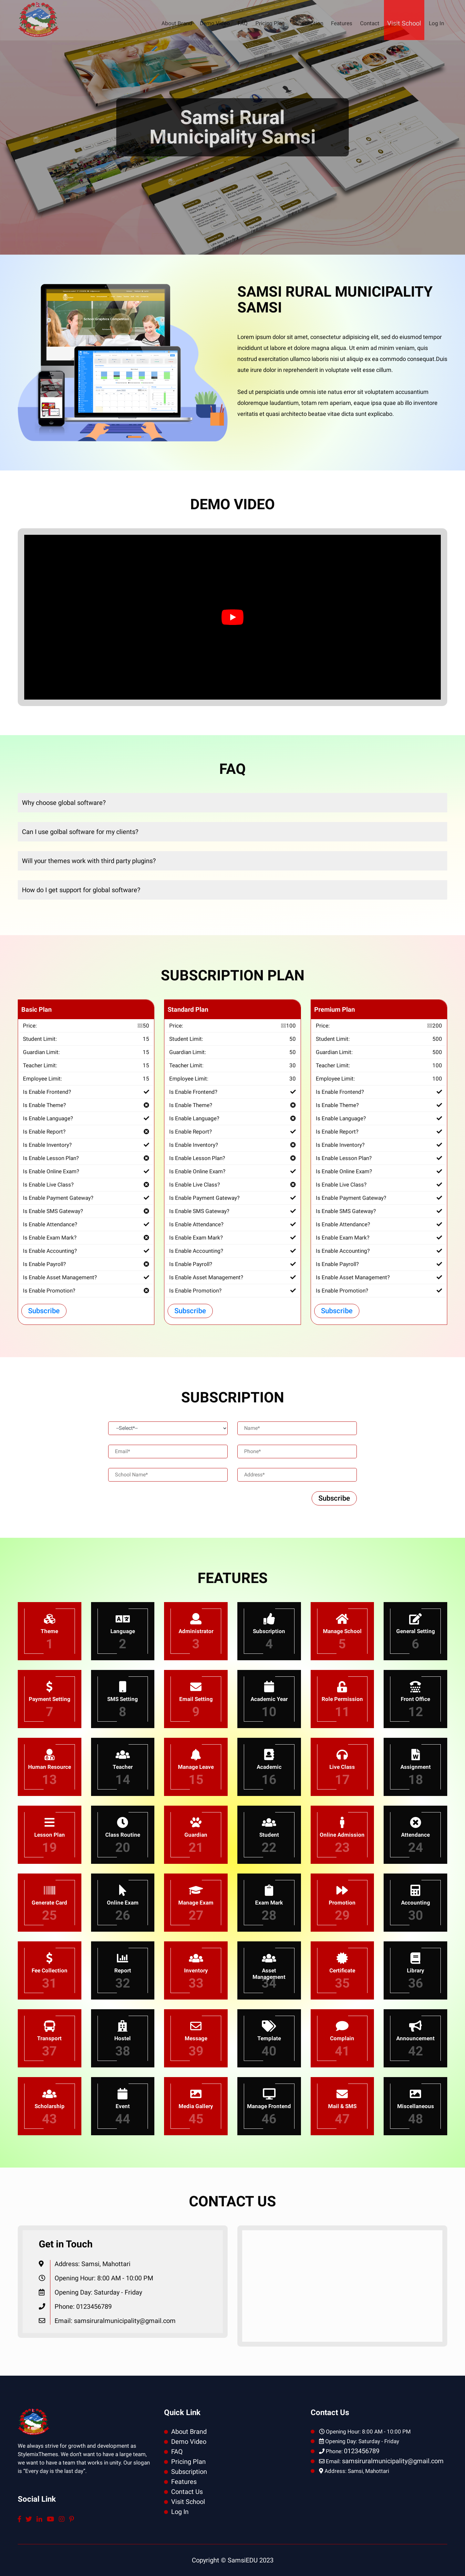 About
FAQ
Features
Contact
Visit School
Log In
Samsi Rural
Municipality Samsi
SAMSI RURAL MUNICIPALITY
SAMSI
Lorem ipsum dolor sit amet, consectetur adipisicing elit, sed do eiusmod tempor
incididunt ut labore et dolore magna aliqua. Ut enim ad minim veniam, quis
nostrud exercitation ullamco laboris nisi ut aliquip ex ea commodo consequat.Duis
aute irure dolor in reprehenderit in voluptate velit esse cillum.
Sed ut perspiciatis unde omnis iste natus error sit voluptatem accusantium
doloremque laudantium, totam rem aperiam, eaque ipsa quae ab illo inventore
veritatis et quasi architecto beatae vitae dicta sunt explicabo.
DEMO VIDEO
FAQ
Why choose global software?
Can I use golbal software for my clients?
Will your themes work with third party plugins?
How do I get support for global software?
SUBSCRIPTION PLAN
Basic Plan
Price: 50
Student Limit: 15
Guardian Limit: 15
Teacher Limit: 15
Employee Limit: 15
Is Enable Frontend?
Is Enable Theme?
Is Enable Language?
Is Enable Report?
Is Enable Inventory?
Is Enable Lesson Plan?
Is Enable Online Exam?
Is Enable Live Class?
Is Enable Payment Gateway?
Is Enable SMS Gateway?
Is Enable Attendance?
Is Enable Exam Mark?
Is Enable Accounting?
Is Enable Payroll?
Is Enable Asset Management?
Is Enable Promotion?
Subscribe
Standard Plan
Price: 100
Student Limit: 50
Guardian Limit: 50
Teacher Limit: 30
Employee Limit: 30
Is Enable Frontend?
Is Enable Theme?
Is Enable Language?
Is Enable Report?
Is Enable Inventory?
Is Enable Lesson Plan?
Is Enable Online Exam?
Is Enable Live Class?
Is Enable Payment Gateway?
Is Enable SMS Gateway?
Is Enable Attendance?
Is Enable Exam Mark?
Is Enable Accounting?
Is Enable Payroll?
Is Enable Asset Management?
Is Enable Promotion?
Subscribe
Premium Plan
Price: 200
Student Limit: 500
Guardian Limit: 500
Teacher Limit: 100
Employee Limit: 100
Is Enable Frontend?
Is Enable Theme?
Is Enable Language?
Is Enable Report?
Is Enable Inventory?
Is Enable Lesson Plan?
Is Enable Online Exam?
Is Enable Live Class?
Is Enable Payment Gateway?
Is Enable SMS Gateway?
Is Enable Attendance?
Is Enable Exam Mark?
Is Enable Accounting?
Is Enable Payroll?
Is Enable Asset Management?
Is Enable Promotion?
Subscribe
SUBSCRIPTION
--Select*-- Name*
Email* Phone*
School Name* Address*
Subscribe
FEATURES
Theme
1
Language
2
Administrator
3
Subscription
4
Manage School
5
General Setting
6
Payment Setting
7
SMS Setting
8
Email Setting
9
Academic Year
10
Role Permission
11
Front Office
12
Human Resource
13
Teacher
14
Manage Leave
15
Academic
16
Live Class
17
Assignment
18
Lesson Plan
19
Class Routine
20
Guardian
21
Student
22
Online Admission
23
Attendance
24
Generate Card
25
Online Exam
26
Manage Exam
27
Exam Mark
28
Promotion
29
Accounting
30
Fee Collection
31
Report
32
Inventory
33
Asset
Management
34
Certificate
35
Library
36
Transport
37
Hostel
38
Message
39
Template
40
Complain
41
Announcement
42
Scholarship
43
Event
44
Media Gallery
45
Manage Frontend
46
Mail & SMS
47
Miscellaneous
48
CONTACT US
Get in Touch
Address: Samsi, Mahottari
Opening Hour: 8:00 AM - 10:00 PM
Opening Day: Saturday - Friday
Phone: 0123456789
Email: samsiruralmunicipality@gmail.com
We always strive for growth and development as
StylemixThemes. We don't want to have a large team,
we want to have a team that works in unity. Our slogan
is "Every day is the last day".
Social Link
Quick Link
About Brand
Demo Video
FAQ
Pricing Plan
Subscription
Features
Contact Us
Visit School
Log In
Contact Us
Opening Hour: 8:00 AM - 10:00 PM
Opening Day: Saturday - Friday
Phone: 0123456789
Email: samsiruralmunicipality@gmail.com
Address: Samsi, Mahottari
Copyright © SamsiEDU 2023